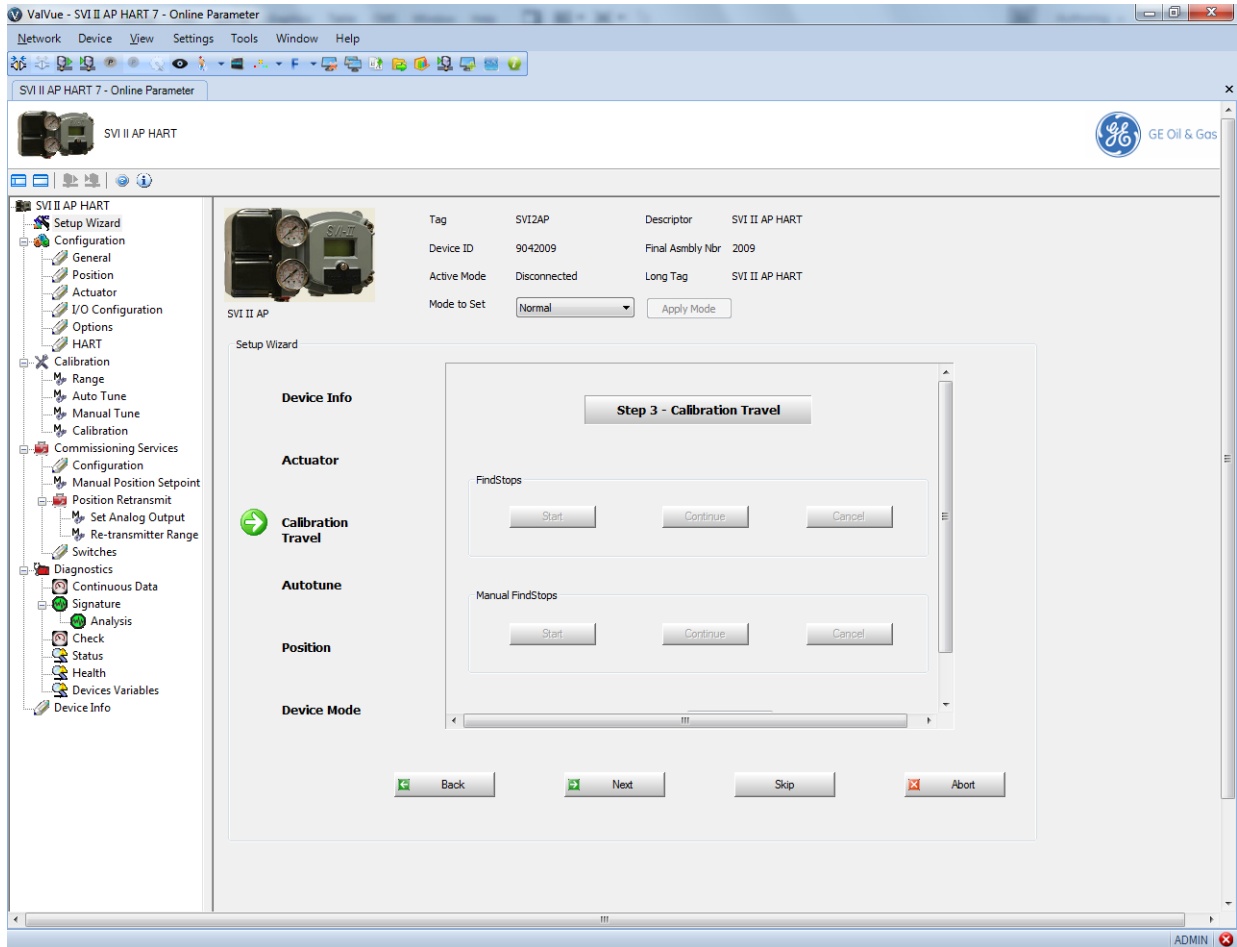 ValVue - SVI II AP HART 7 - Online Parameter
Network Device View Settings Tools Window Help
SVI II AP HART 7 - Online Parameter
SVI II AP HART
GE Oil & Gas
SVI II AP HART
Setup Wizard
Configuration
General
Position
Actuator
I/O Configuration
Options
HART
Calibration
Range
Auto Tune
Manual Tune
Calibration
Commissioning Services
Configuration
Manual Position Setpoint
Position Retransmit
Set Analog Output
Re-transmitter Range
Switches
Diagnostics
Continuous Data
Signature
Analysis
Check
Status
Health
Devices Variables
Device Info
SVI-II
SVI II AP
Tag SVI2AP Descriptor SVI II AP HART
Device ID 9042009 Final Asmbly Nbr 2009
Active Mode Disconnected Long Tag SVI II AP HART
Mode to Set Normal Apply Mode
Setup Wizard
Device Info
Actuator
Calibration
Travel
Autotune
Position
Device Mode
Step 3 - Calibration Travel
FindStops
Start Continue Cancel
Manual FindStops
Start Continue Cancel
Back Next Skip Abort
ADMIN